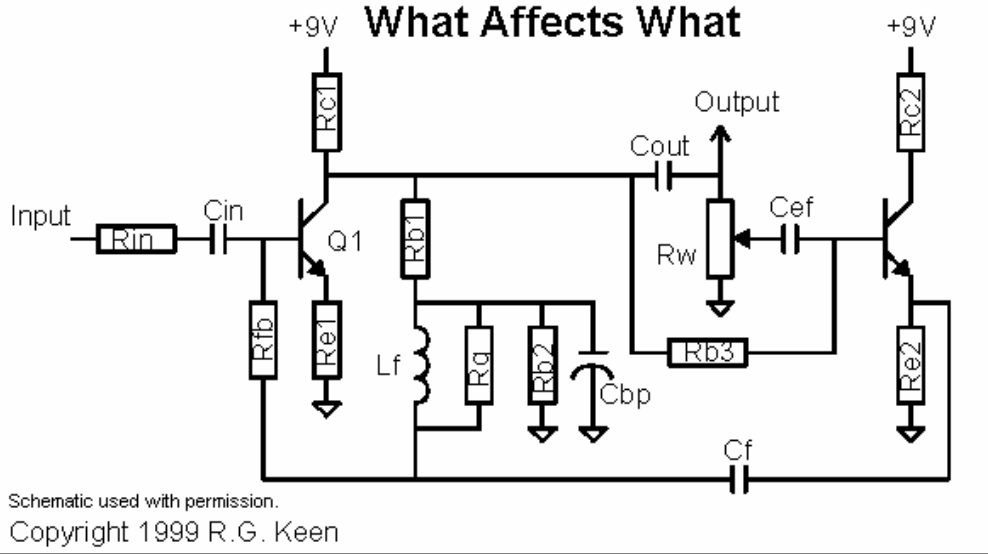 What Affects What
+9V
+9V
Rc1
Rc2
Output
Cout
Input
Rin
Cin
Q1
Rb1
Rw
Cef
Rfb
Re1
Lf
Rq
Rb2
Cbp
Rb3
Re2
Cf
Schematic used with permission.
Copyright 1999 R.G. Keen